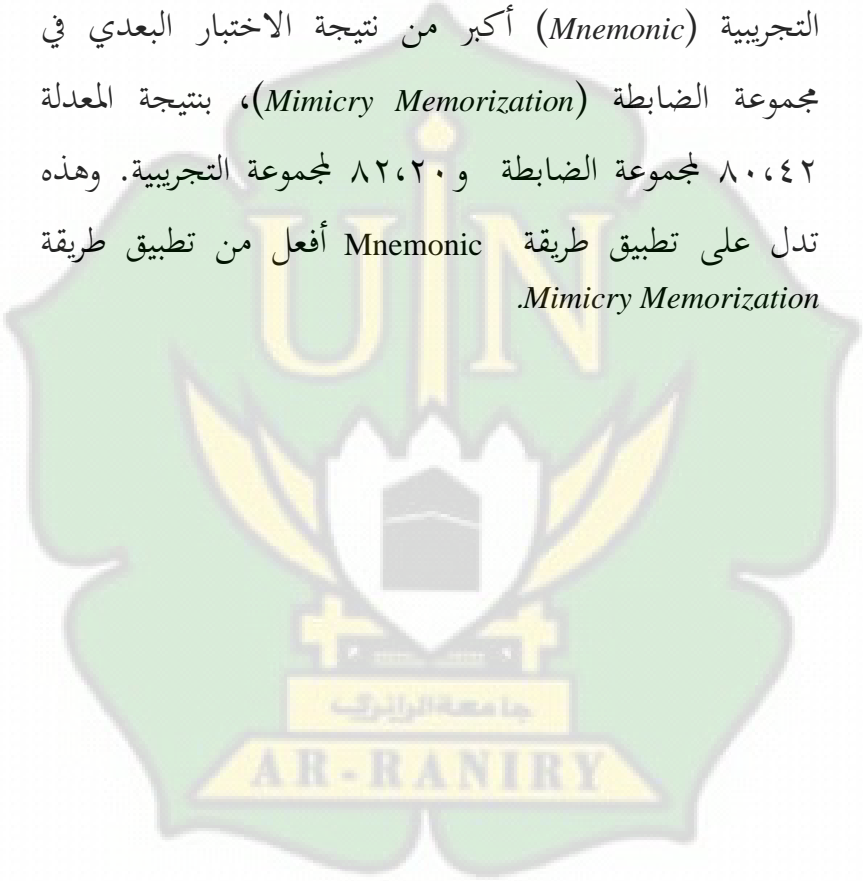 التجريبية (Mnemonic) أكبر من نتيجة الاختبار البعدي في
مجموعة الضابطة (Mimicry Memorization)، بنتيجة المعدلة
٨٠،٤٢ لمجموعة الضابطة و٨٢،٢٠ لمجموعة التجريبية. وهذه
تدل على تطبيق طريقة Mnemonic أفعل من تطبيق طريقة
Mimicry Memorization.
UIN
جامعة الرانري
AR-RANIRY